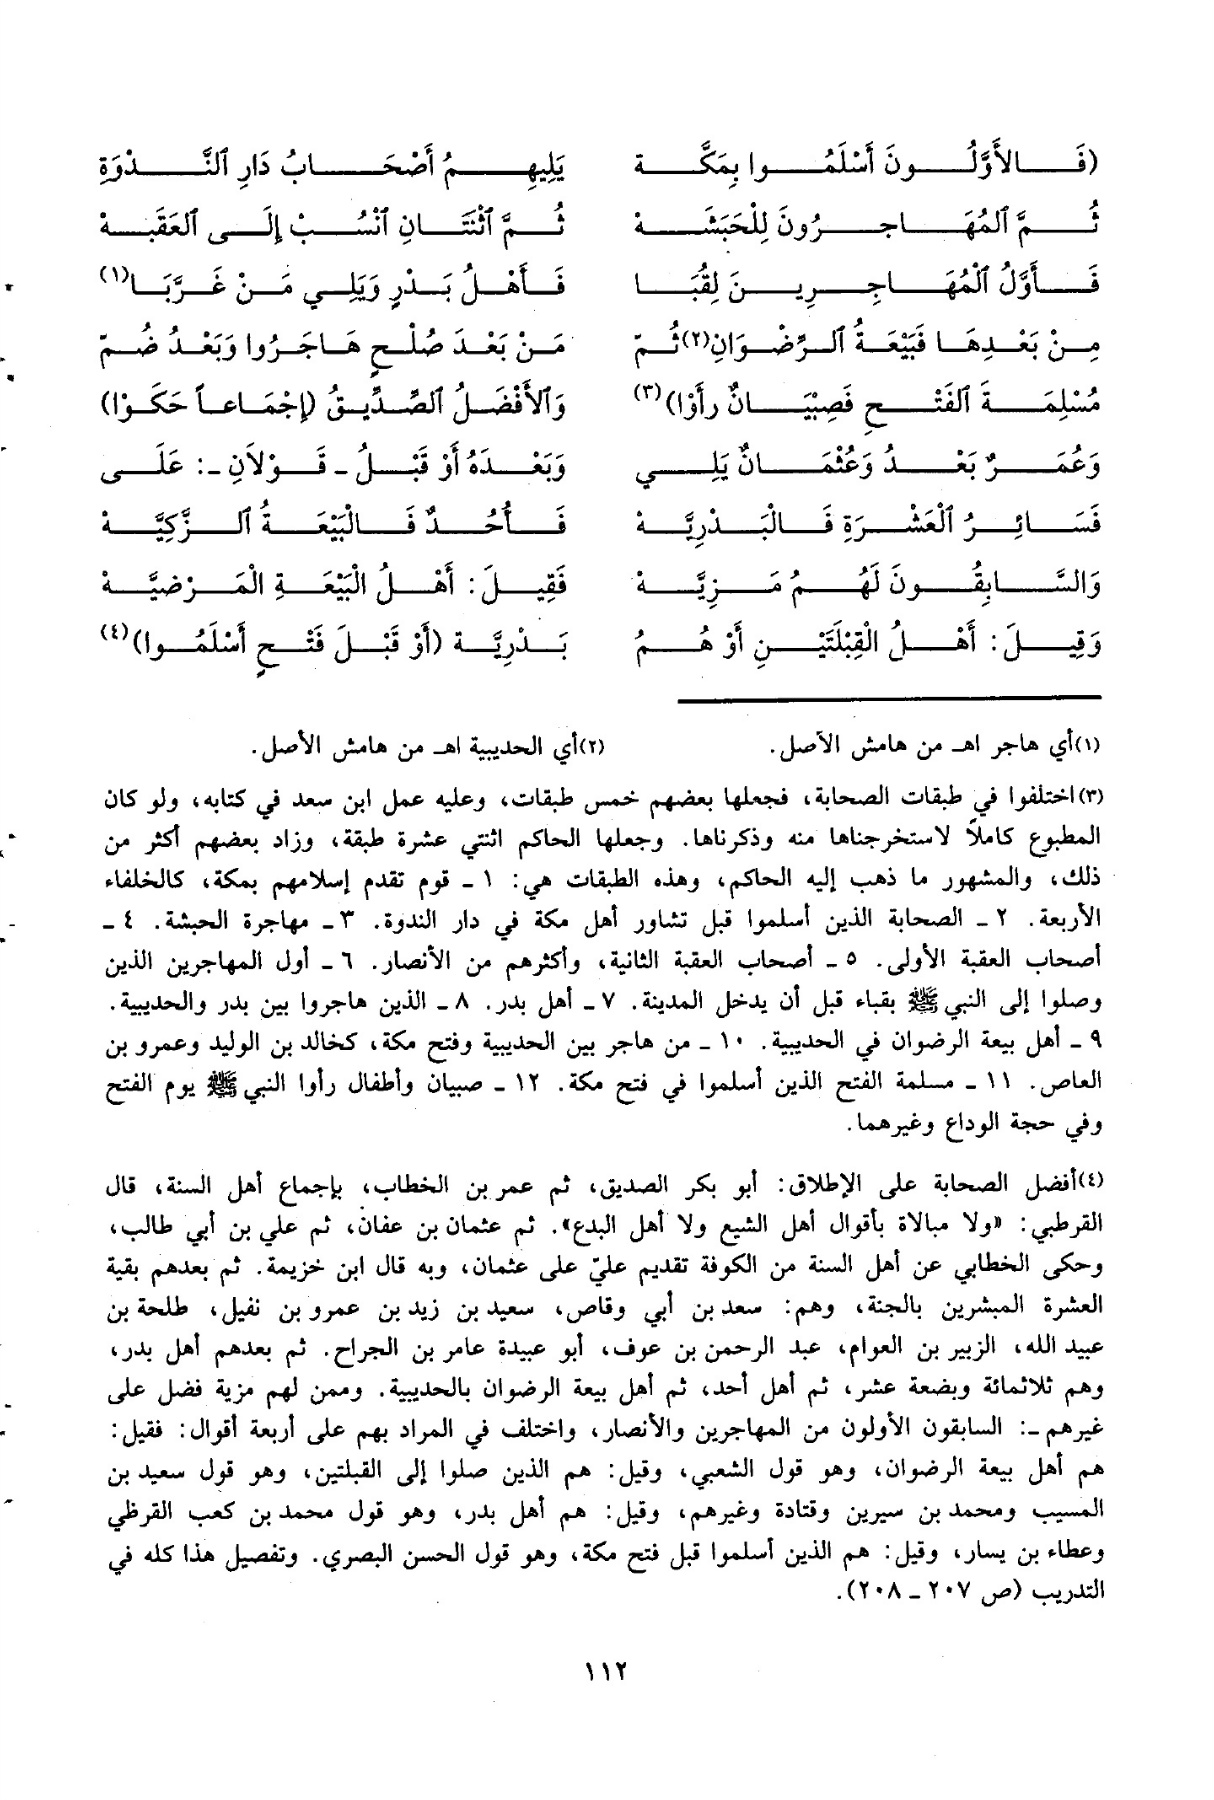 (فَالأَوَّلُونَ أَسْلَمُوا بِمَكَّة يَلِيهِمُ أَصْحَابُ دَارِ ٱلنَّدْوَةِ
ثُمَّ ٱلمُهَاجِرُونَ لِلْحَبَشَهْ ثُمَّ ٱثْنَتَانِ ٱنْسُبْ إِلَى ٱلعَقَبهْ
فَأَوَّلُ ٱلْمُهَاجِرِينَ لِقُبَا فَأَهْلُ بَدْرٍ وَيَلِي مَنْ غَرَّبَا(١)
مِنْ بَعْدِهَا فَبَيْعَةُ ٱلرِّضْوَانِ(٢) ثُمّ مَنْ بَعْدَ صُلْحٍ هَاجَرُوا وَبَعْدُ ضُمّ
مُسْلِمَةَ ٱلفَتْحِ فَصِبْيَانٌ رأَوْا)(٣) وَٱلأَفْضَلُ ٱلصِّدِّيقُ (إجْمَاعاً حَكَوْا)
وَعُمَرٌ بَعْدُ وَعُثْمَانٌ يَلِي وَبَعْدَهُ أَوْ قَبْلُ ـ قَوْلاَنِ ـ: عَلَى
فَسَائِرُ ٱلْعَشْرَةِ فَالْبَدْرِيَّهْ فَأُحُدٌ فَالْبَيْعَةُ ٱلزَّكِيَّهْ
وَالسَّابِقُونَ لَهُمُ مَزِيَّهْ فَقِيلَ: أَهْلُ الْبَيْعَةِ الْمَرْضيَّهْ
وَقِيلَ: أَهْلُ الْقِبْلَتَيْنِ أَوْ هُمُ بَدْرِيَّة (أَوْ قَبْلَ فَتْحٍ أَسْلَمُوا)(٤)
(١) أي هاجر اهـ من هامش الآصل. (٢) أي الحديبية اهـ من هامش الأصل.
(٣) اختلفوا في طبقات الصحابة، فجعلها بعضهم خمس طبقات، وعليه عمل ابن سعد في كتابه، ولو كان
المطبوع كاملاً لاستخرجناها منه وذكرناها. وجعلها الحاكم اثنتي عشرة طبقة، وزاد بعضهم أكثر من
ذلك، والمشهور ما ذهب إليه الحاكم، وهذه الطبقات هي: ١ ـ قوم تقدم إسلامهم بمكة، كالخلفاء
الأربعة. ٢ ـ الصحابة الذين أسلموا قبل تشاور أهل مكة في دار الندوة. ٣ ـ مهاجرة الحبشة. ٤ ـ
أصحاب العقبة الأولى. ٥ ـ أصحاب العقبة الثانية، وأكثرهم من الأنصار. ٦ ـ أول المهاجرين الذين
وصلوا إلى النبي ﷺ بقباء قبل أن يدخل المدينة. ٧ ـ أهل بدر. ٨ ـ الذين هاجروا بين بدر والحديبية.
٩ ـ أهل بيعة الرضوان في الحديبية. ١٠ ـ من هاجر بين الحديبية وفتح مكة، كخالد بن الوليد وعمرو بن
العاص. ١١ ـ مسلمة الفتح الذين أسلموا في فتح مكة. ١٢ ـ صبيان وأطفال رأوا النبي ﷺ يوم الفتح
وفي حجة الوداع وغيرهما.
(٤) أفضل الصحابة على الإطلاق: أبو بكر الصديق، ثم عمر بن الخطاب، بإجماع أهل السنة، قال
القرطبي: «ولا مبالاة بأقوال أهل الشيع ولا أهل البدع». ثم عثمان بن عفان، ثم علي بن أبي طالب،
وحكى الخطابي عن أهل السنة من الكوفة تقديم عليّ على عثمان، وبه قال ابن خزيمة. ثم بعدهم بقية
العشرة المبشرين بالجنة، وهم: سعد بن أبي وقاص، سعيد بن زيد بن عمرو بن نفيل، طلحة بن
عبيد الله، الزبير بن العوام، عبد الرحمن بن عوف، أبو عبيدة عامر بن الجراح. ثم بعدهم أهل بدر،
وهم ثلاثمائة وبضعة عشر، ثم أهل أحد، ثم أهل بيعة الرضوان بالحديبية. وممن لهم مزية فضل على
غيرهم ـ: السابقون الأولون من المهاجرين والأنصار، واختلف في المراد بهم على أربعة أقوال: فقيل:
هم أهل بيعة الرضوان، وهو قول الشعبي، وقيل: هم الذين صلوا إلى القبلتين، وهو قول سعيد بن
المسيب ومحمد بن سيرين وقتادة وغيرهم، وقيل: هم أهل بدر، وهو قول محمد بن كعب القرظي
وعطاء بن يسار، وقيل: هم الذين أسلموا قبل فتح مكة، وهو قول الحسن البصري. وتفصيل هذا كله في
التدريب (ص ٢٠٧ ـ ٢٠٨).
١١٢